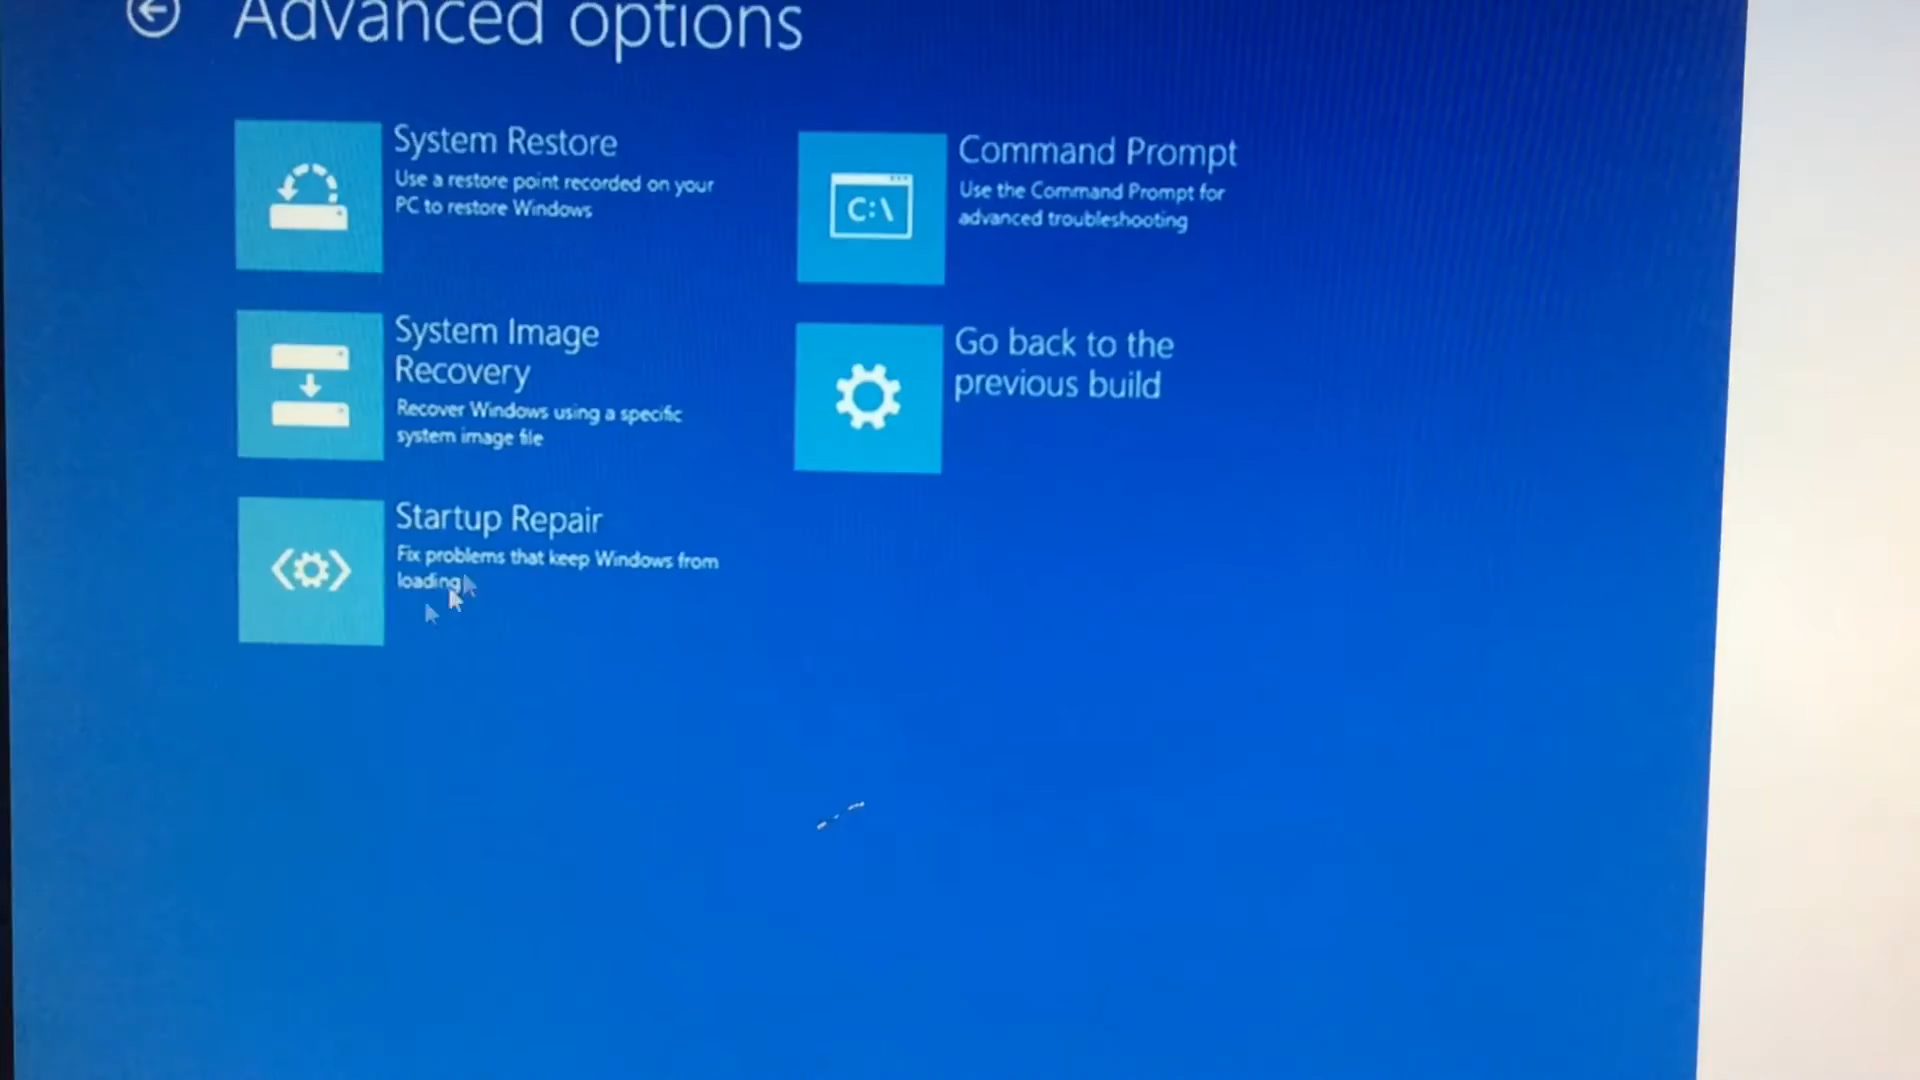 Advanced options
System Restore
Use a restore point recorded on your
PC to restore Windows
System Image
Recovery
Recover Windows using a specific
system image file
Startup Repair
Fix problems that keep Windows from
loading
C:\
Command Prompt
Use the Command Prompt for
advanced troubleshooting
Go back to the
previous build